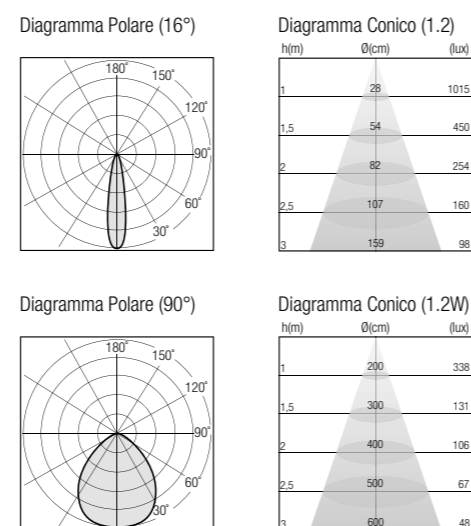 Diagramma Polare (16°)
180°
150°
120°
90°
60°
30°
Diagramma Conico (1.2)
h(m) Ø(cm) (lux)
1 28 1015
1,5 54 450
2 82 254
2,5 107 160
3 159 98
Diagramma Polare (90°)
180°
150°
120°
90°
60°
30°
Diagramma Conico (1.2W)
h(m) Ø(cm) (lux)
1 200 338
1,5 300 131
2 400 106
2,5 500 67
3 600 48